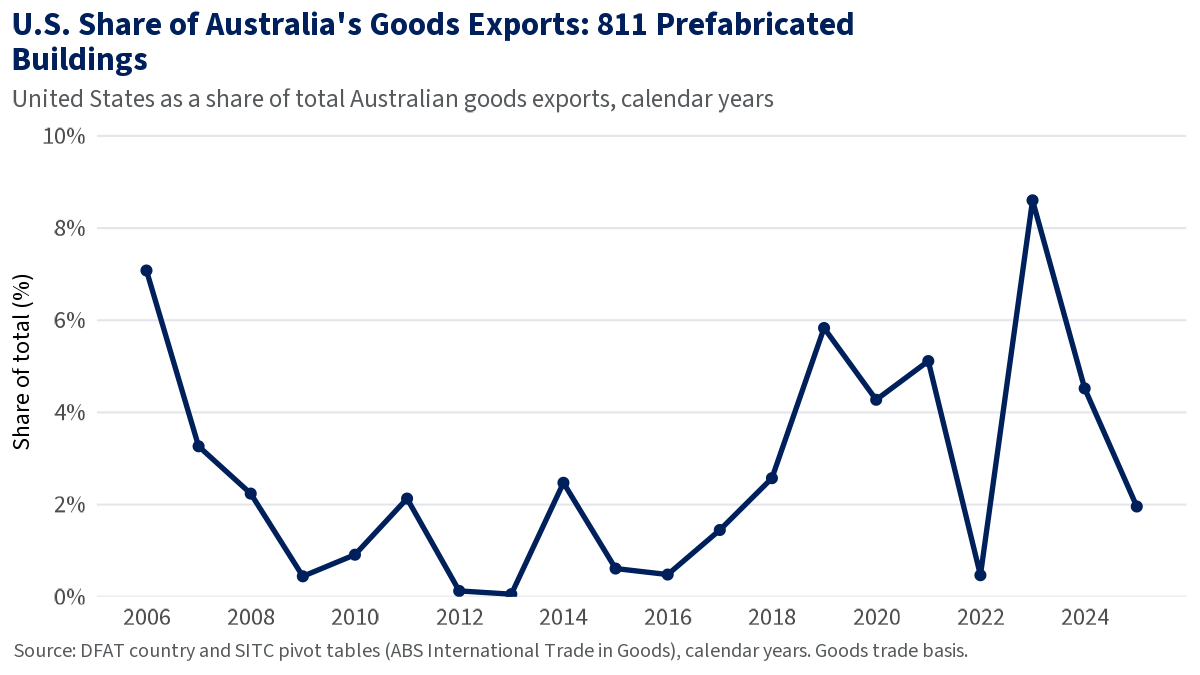 U.S. Share of Australia's Goods Exports: 811 Prefabricated
Buildings
United States as a share of total Australian goods exports, calendar years
10%
8%
6%
4%
2%
0%
Share of total (%)
2006 2008 2010 2012 2014 2016 2018 2020 2022 2024
Source: DFAT country and SITC pivot tables (ABS International Trade in Goods), calendar years. Goods trade basis.